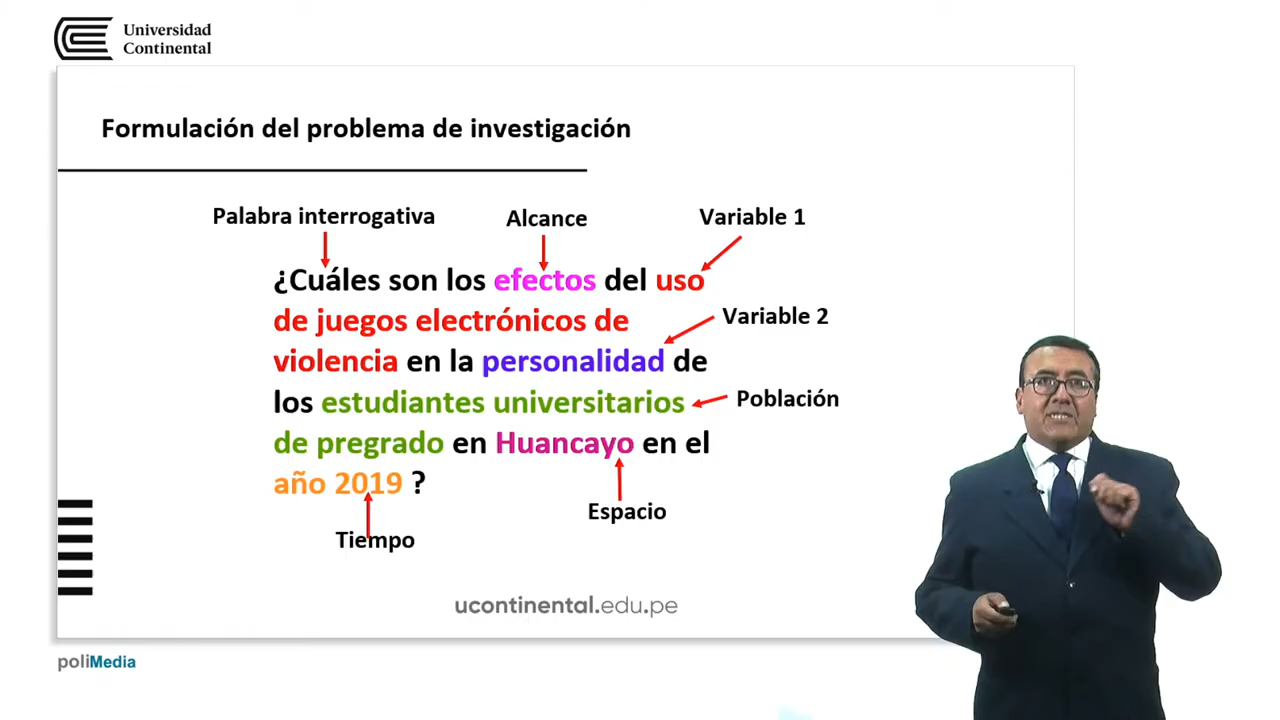 Universidad
Continental
Formulación del problema de investigación
Palabra interrogativa
Alcance
Variable 1
¿Cuáles son los efectos del uso
de juegos electrónicos de
Variable 2
violencia en la personalidad de
los estudiantes universitarios
Población
de pregrado en Huancayo en el
año 2019 ?
Espacio
Tiempo
ucontinental.edu.pe
poliMedia